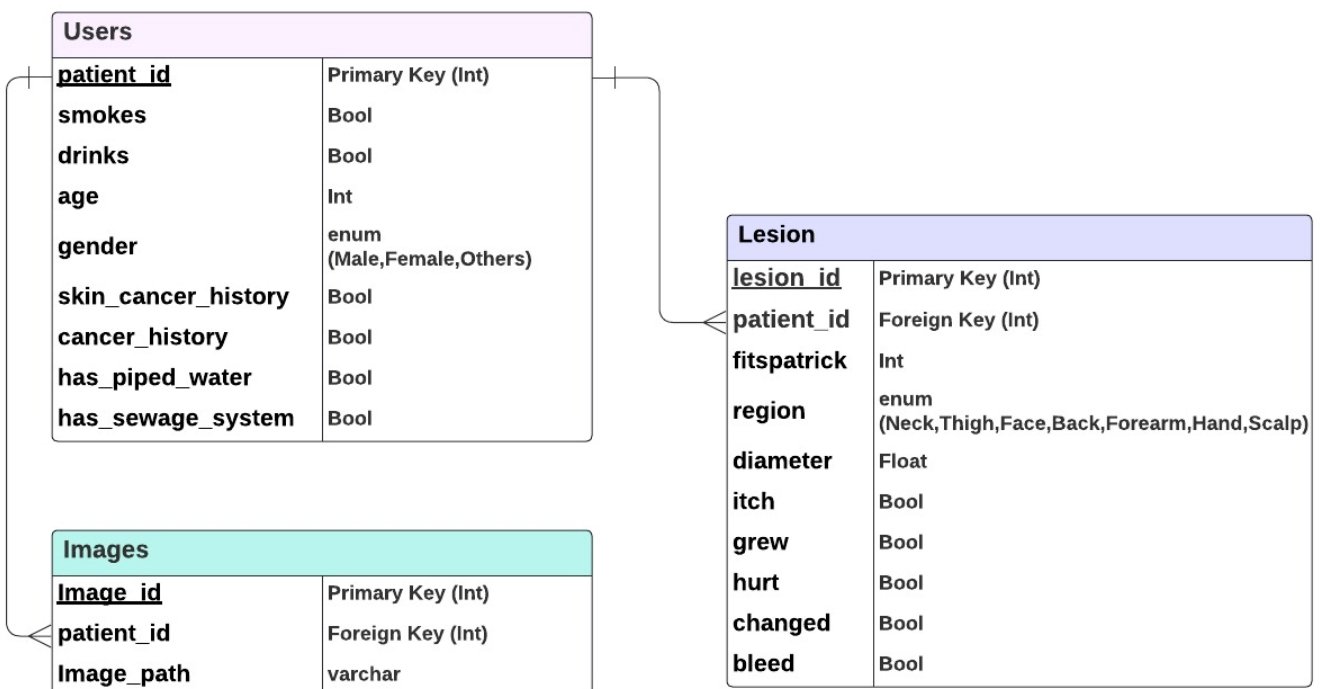 Users
patient_id Primary Key (Int)
smokes Bool
drinks Bool
age Int
gender enum
(Male,Female,Others)
skin_cancer_history Bool
cancer_history Bool
has_piped_water Bool
has_sewage_system Bool
Images
Image_id Primary Key (Int)
patient_id Foreign Key (Int)
Image_path varchar
Lesion
lesion_id Primary Key (Int)
patient_id Foreign Key (Int)
fitspatrick Int
region enum
(Neck,Thigh,Face,Back,Forearm,Hand,Scalp)
diameter Float
itch Bool
grew Bool
hurt Bool
changed Bool
bleed Bool